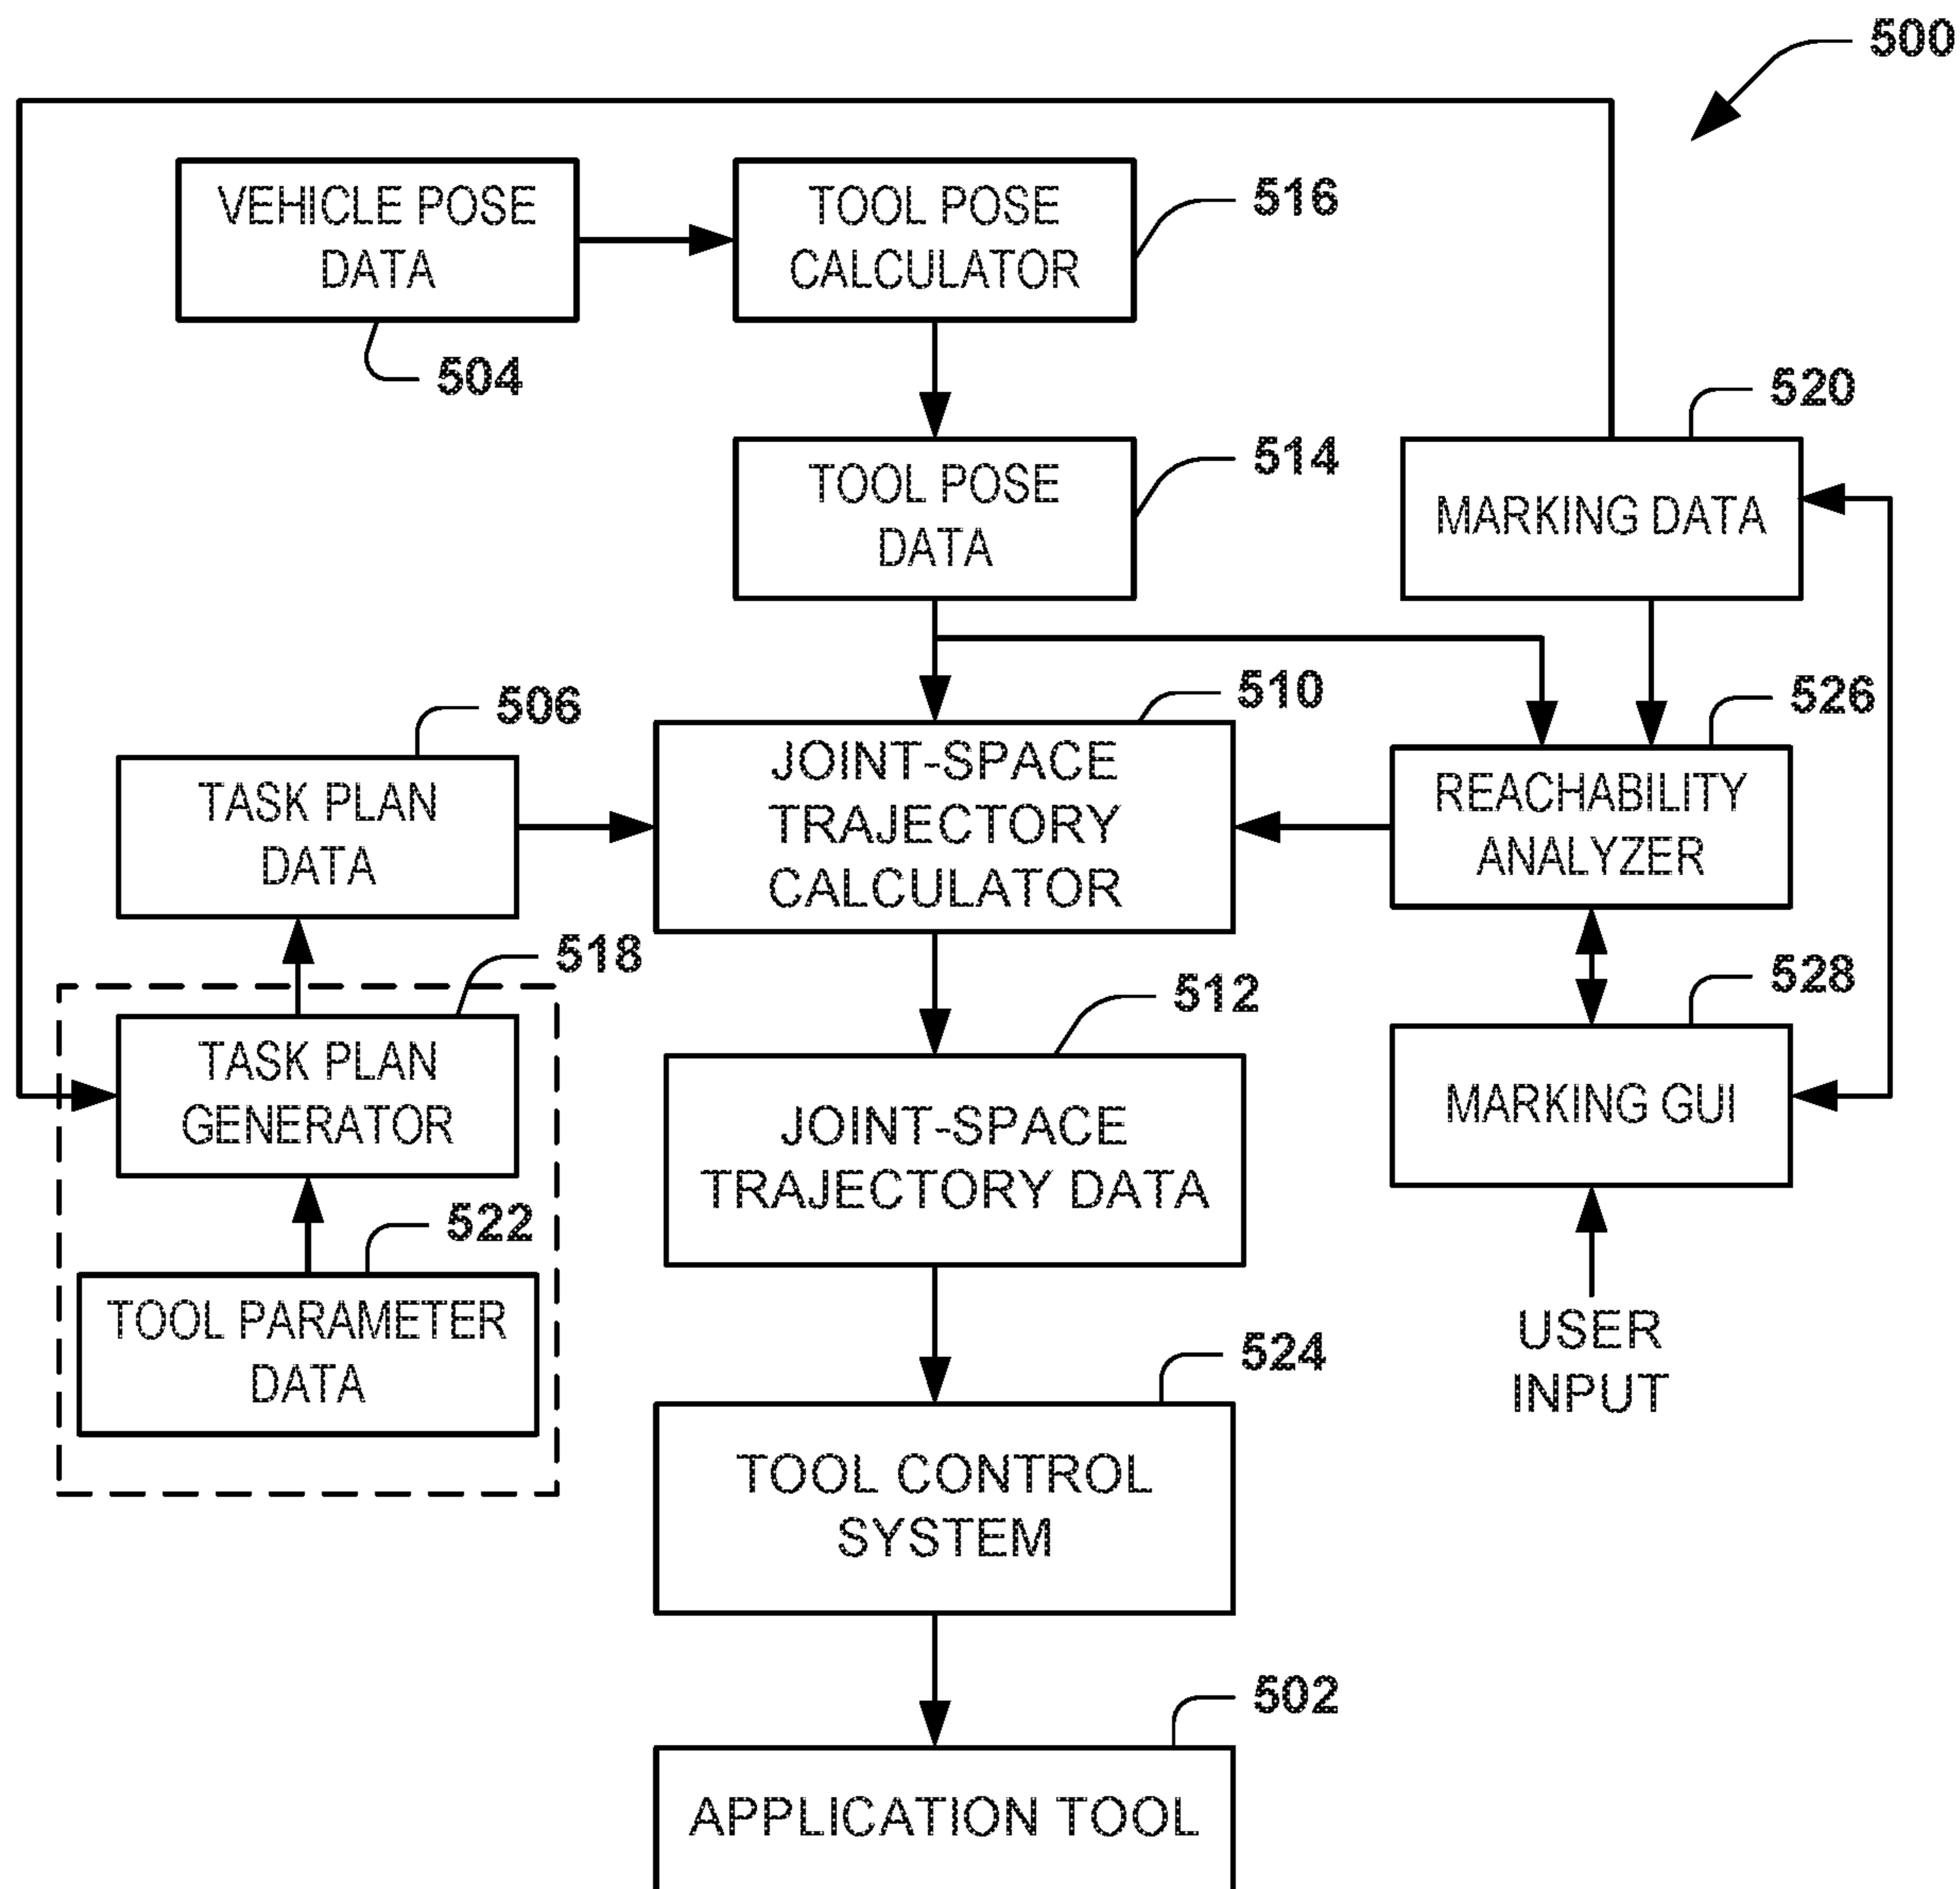 500
VEHICLE POSE
DATA
504
TOOL POSE
CALCULATOR
516
TOOL POSE
DATA
514
MARKING DATA
520
TASK PLAN
DATA
506
JOINT-SPACE
TRAJECTORY
CALCULATOR
510
REACHABILITY
ANALYZER
526
TASK PLAN
GENERATOR
518
JOINT-SPACE
TRAJECTORY DATA
512
MARKING GUI
528
TOOL PARAMETER
DATA
522
USER
INPUT
TOOL CONTROL
SYSTEM
524
APPLICATION TOOL
502